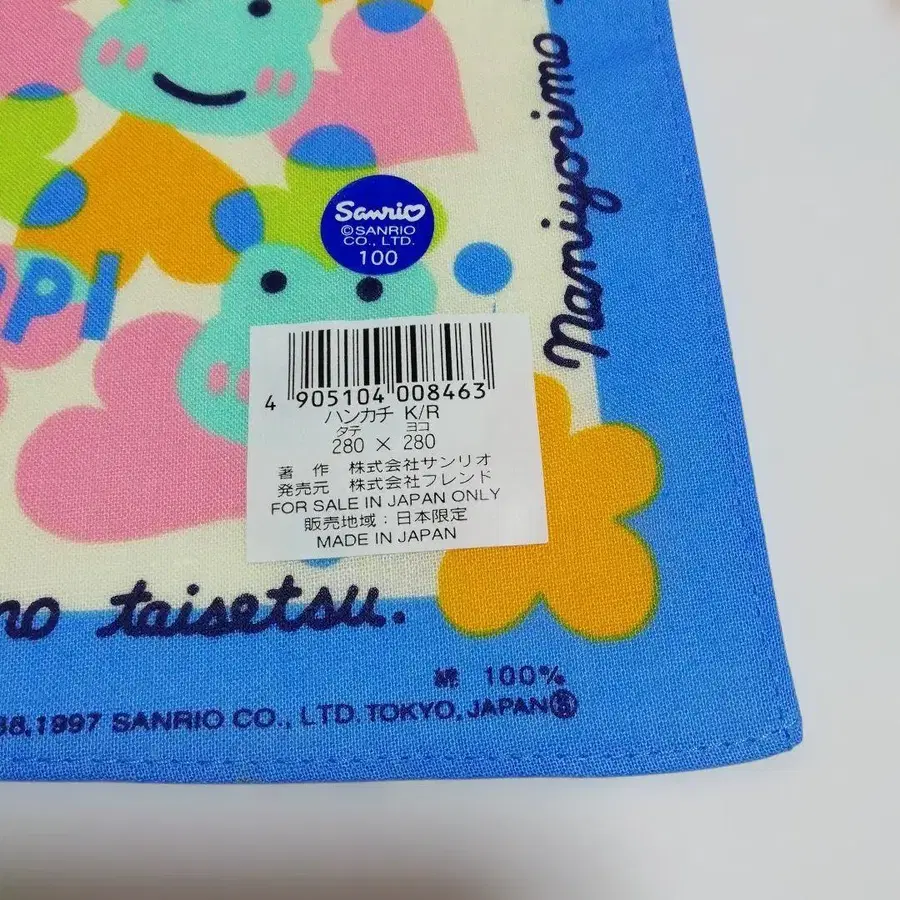 Sanrio
©SANRIO
CO., LTD.
100
PPI
Naniyorimo
4 905104 008463
ハンカチ K/R
タテ ヨコ
280 × 280
著 作 株式会社サンリオ
発売元 株式会社フレンド
FOR SALE IN JAPAN ONLY
販売地域：日本限定
MADE IN JAPAN
no taisetsu.
綿 100%
88,1997 SANRIO CO., LTD. TOKYO, JAPAN